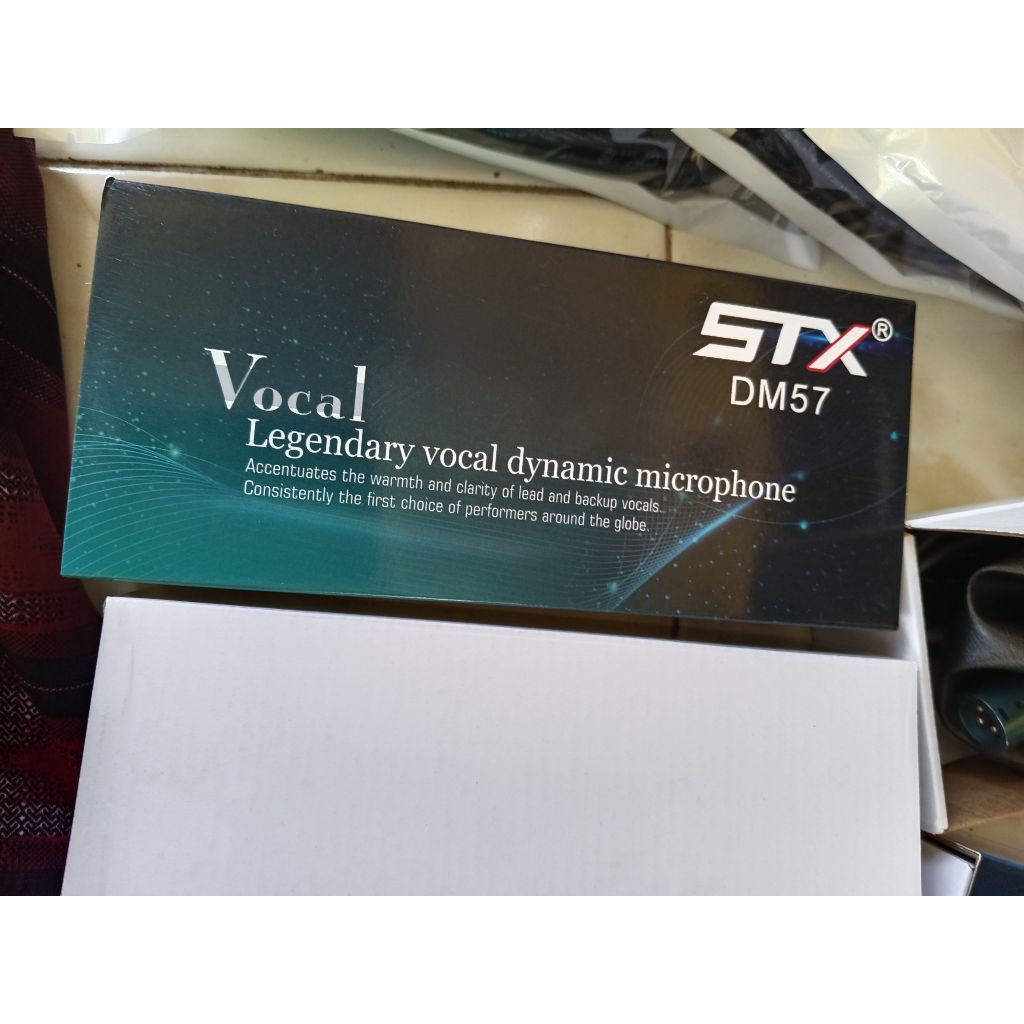 STX®
DM57
Vocal
Legendary vocal dynamic microphone
Accentuates the warmth and clarity of lead and backup vocals.
Consistently the first choice of performers around the globe.